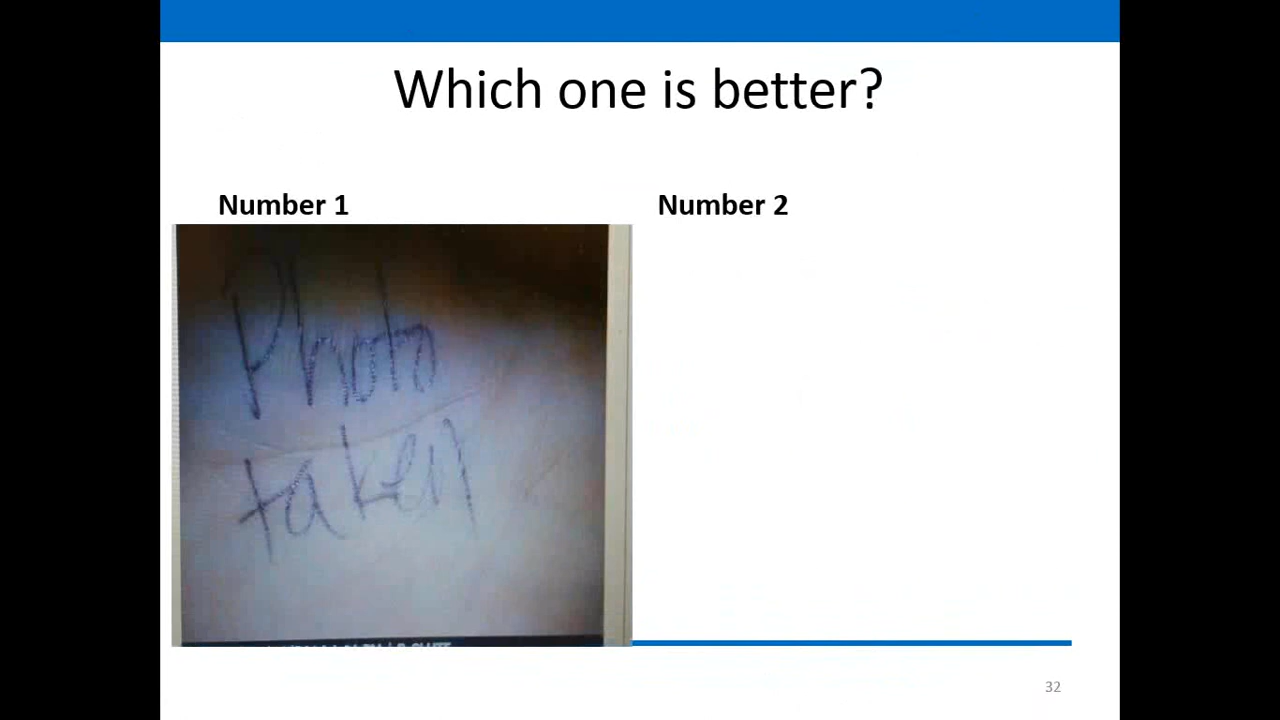 Which one is better?
Number 1
Number 2
Photo
taken
32